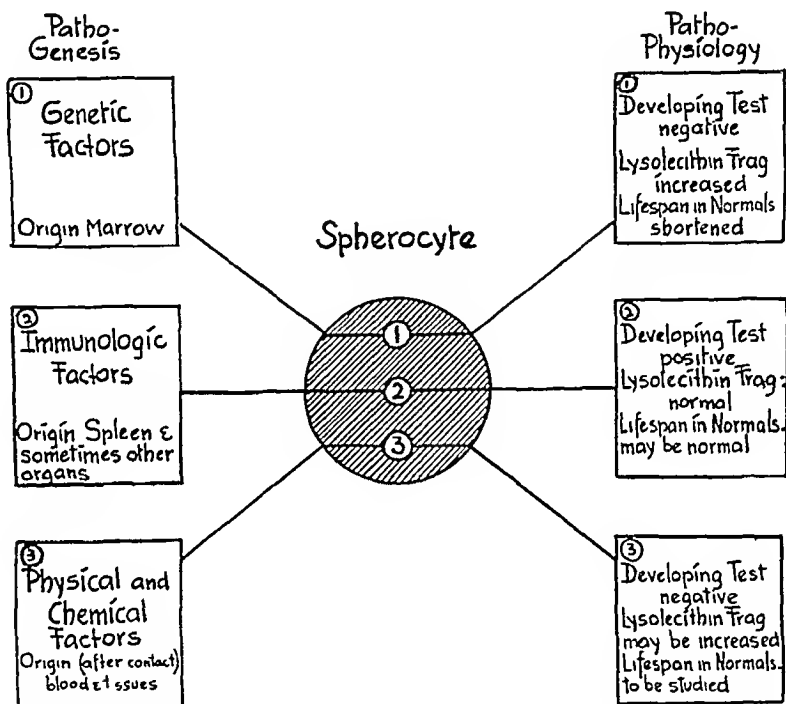 Patho-
Genesis
①
Genetic
Factors
Origin Marrow
②
Immunologic
Factors
Origin Spleen &
sometimes other
organs
③
Physical and
Chemical
Factors
Origin (after contact)
blood & tissues
Spherocyte
①
②
③
Patho-
Physiology
①
Developing Test
negative
Lysolecithin Frag
increased
Lifespan in Normals
shortened
②
Developing Test
positive
Lysolecithin Frag:
normal
Lifespan in Normals.
may be normal
③
Developing Test
negative
Lysolecithin Frag
may be increased
Lifespan in Normals.
to be studied